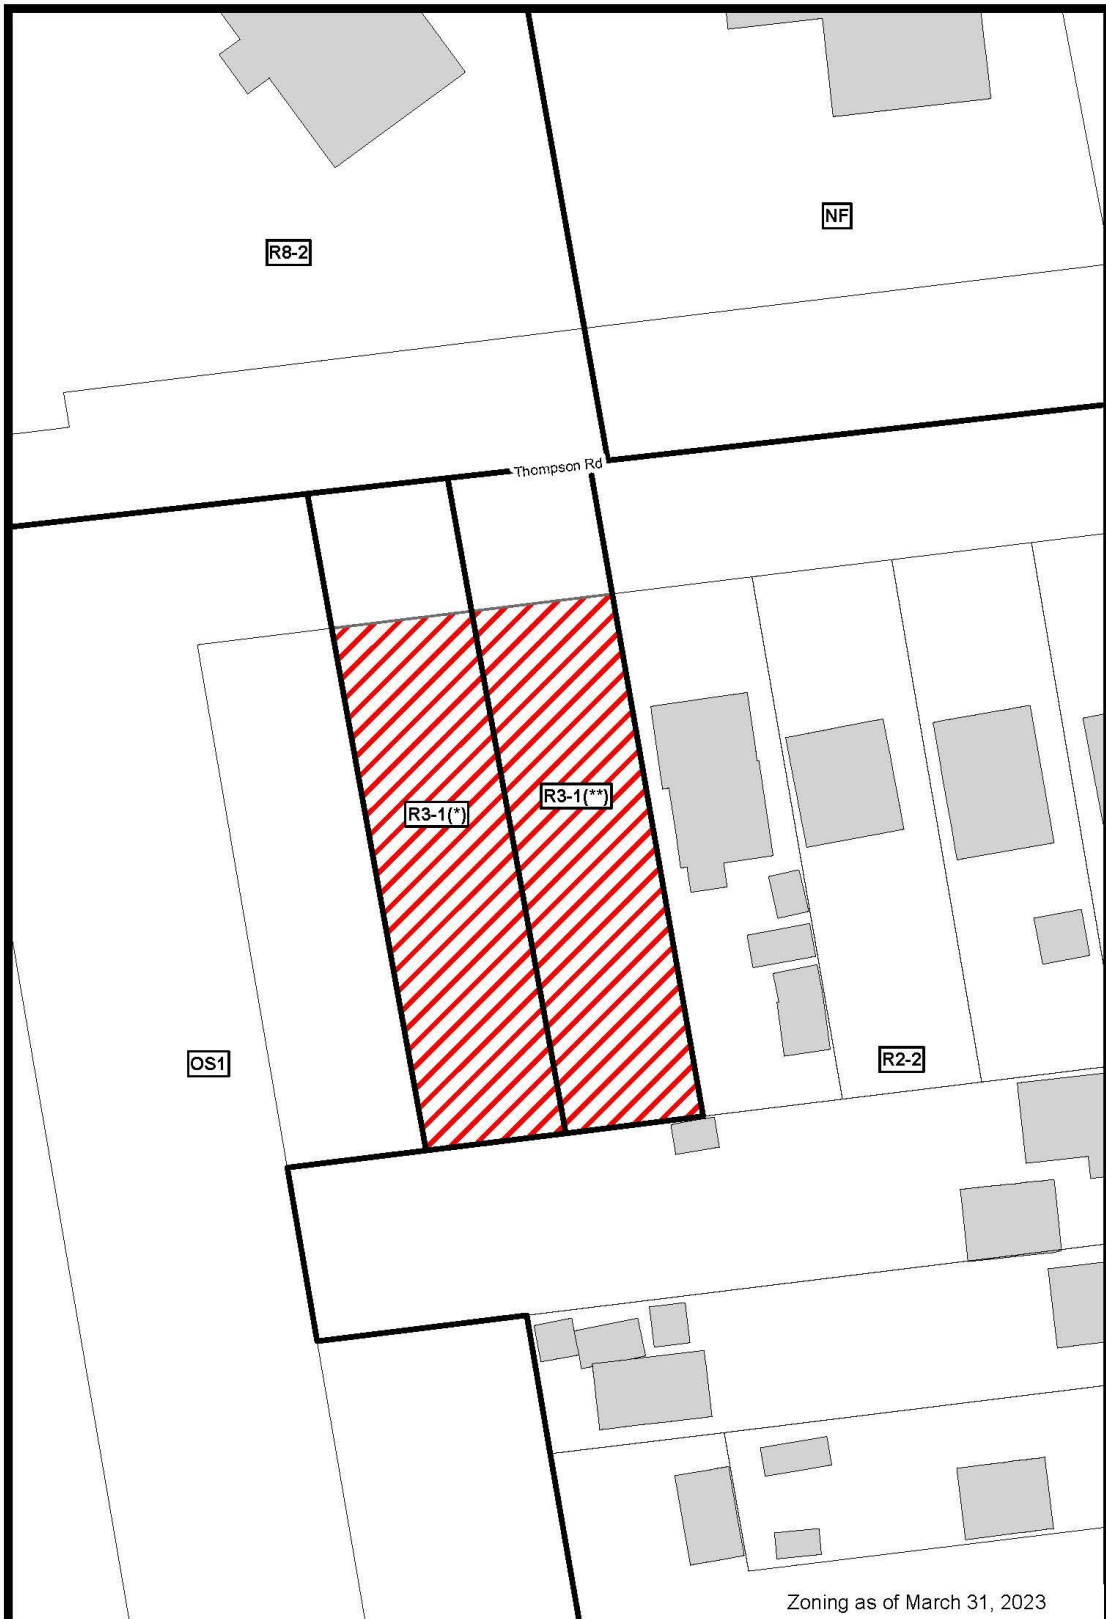 NF
R8-2
Thompson Rd
R3-1(**)
R3-1(*)
R2-2
OS1
Zoning as of March 31, 2023